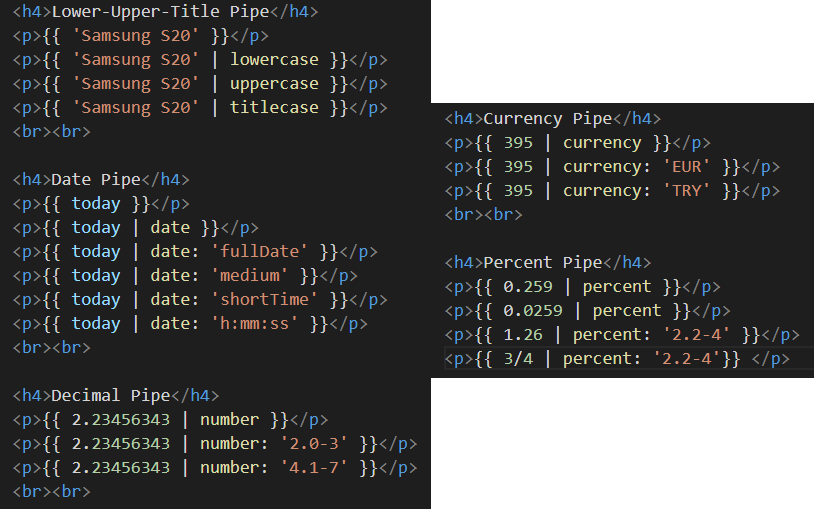 <h4>Lower-Upper-Title Pipe</h4>
<p>{{ 'Samsung S20' }}</p>
<p>{{ 'Samsung S20' | lowercase }}</p>
<p>{{ 'Samsung S20' | uppercase }}</p>
<p>{{ 'Samsung S20' | titlecase }}</p>
<br><br>
<h4>Date Pipe</h4>
<p>{{ today }}</p>
<p>{{ today | date }}</p>
<p>{{ today | date: 'fullDate' }}</p>
<p>{{ today | date: 'medium' }}</p>
<p>{{ today | date: 'shortTime' }}</p>
<p>{{ today | date: 'h:mm:ss' }}</p>
<br><br>
<h4>Decimal Pipe</h4>
<p>{{ 2.23456343 | number }}</p>
<p>{{ 2.23456343 | number: '2.0-3' }}</p>
<p>{{ 2.23456343 | number: '4.1-7' }}</p>
<br><br>
<h4>Currency Pipe</h4>
<p>{{ 395 | currency }}</p>
<p>{{ 395 | currency: 'EUR' }}</p>
<p>{{ 395 | currency: 'TRY' }}</p>
<br><br>
<h4>Percent Pipe</h4>
<p>{{ 0.259 | percent }}</p>
<p>{{ 0.0259 | percent }}</p>
<p>{{ 1.26 | percent: '2.2-4' }}</p>
<p>{{ 3/4 | percent: '2.2-4'}} </p>